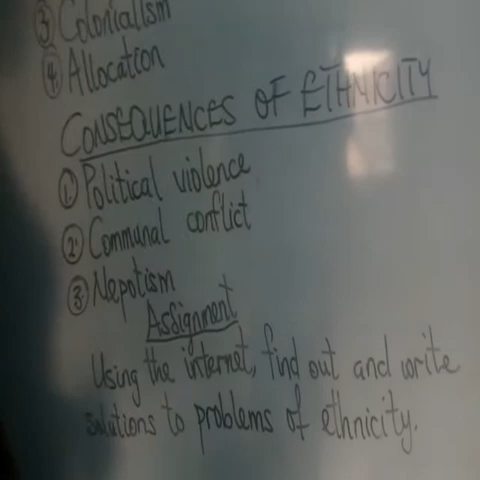 ③ Colonialism
④ Allocation
CONSEQUENCES OF ETHNICITY
① Political violence
② Communal conflict
③ Nepotism
Assignment
Using the internet, find out and write
solutions to problems of ethnicity.